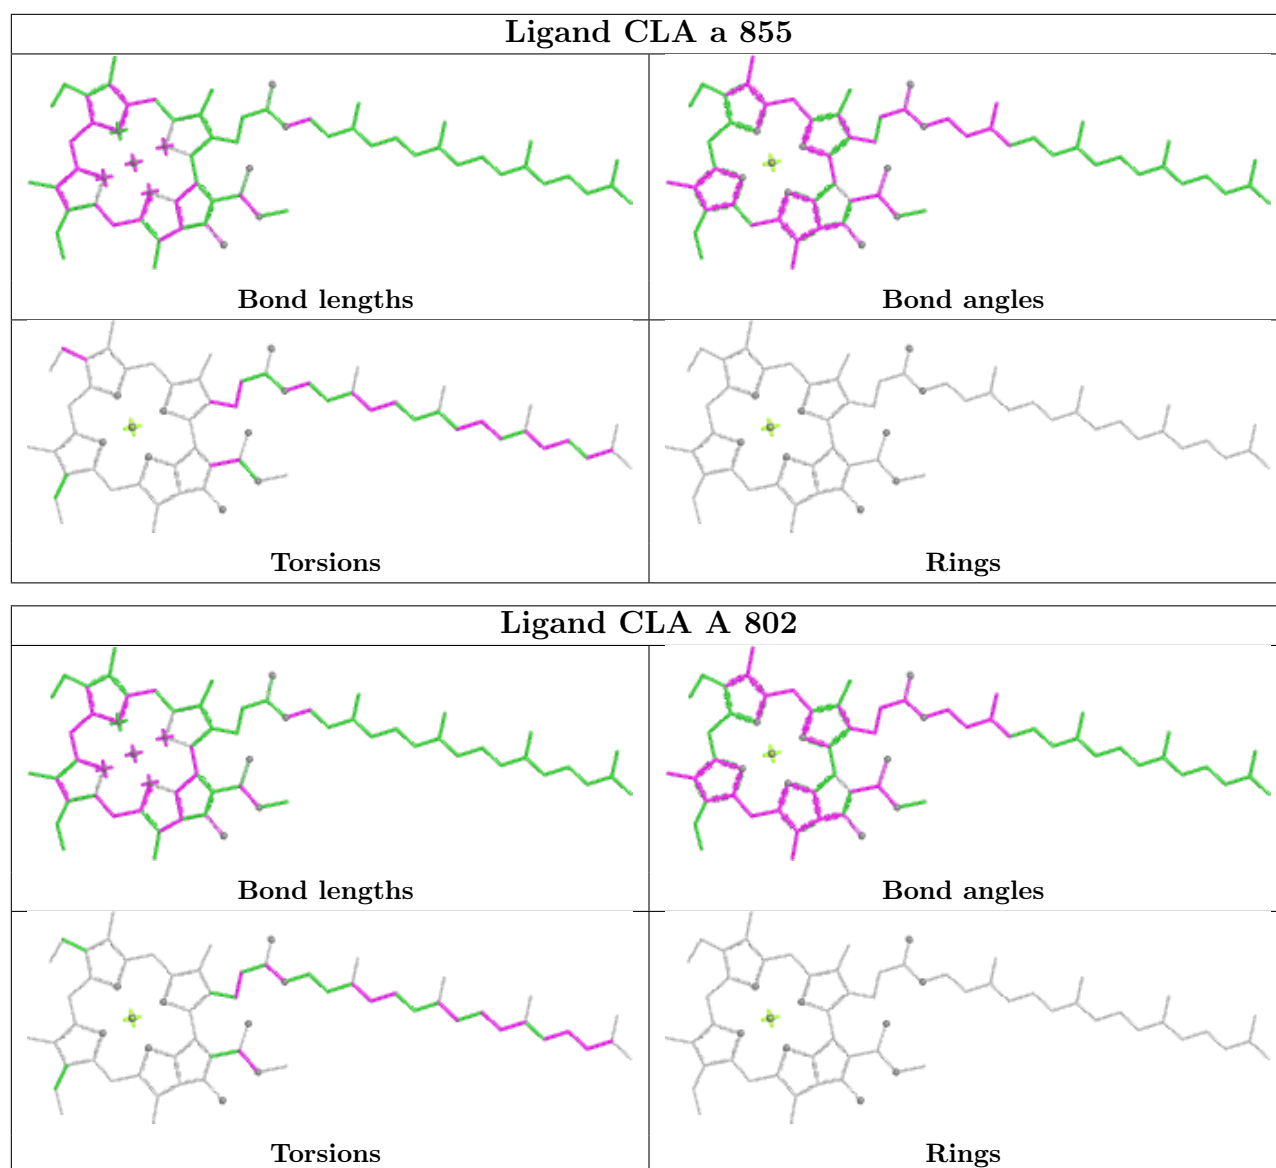 Ligand CLA a 855
Bond lengths
Bond angles
Torsions
Rings
Ligand CLA A 802
Bond lengths
Bond angles
Torsions
Rings